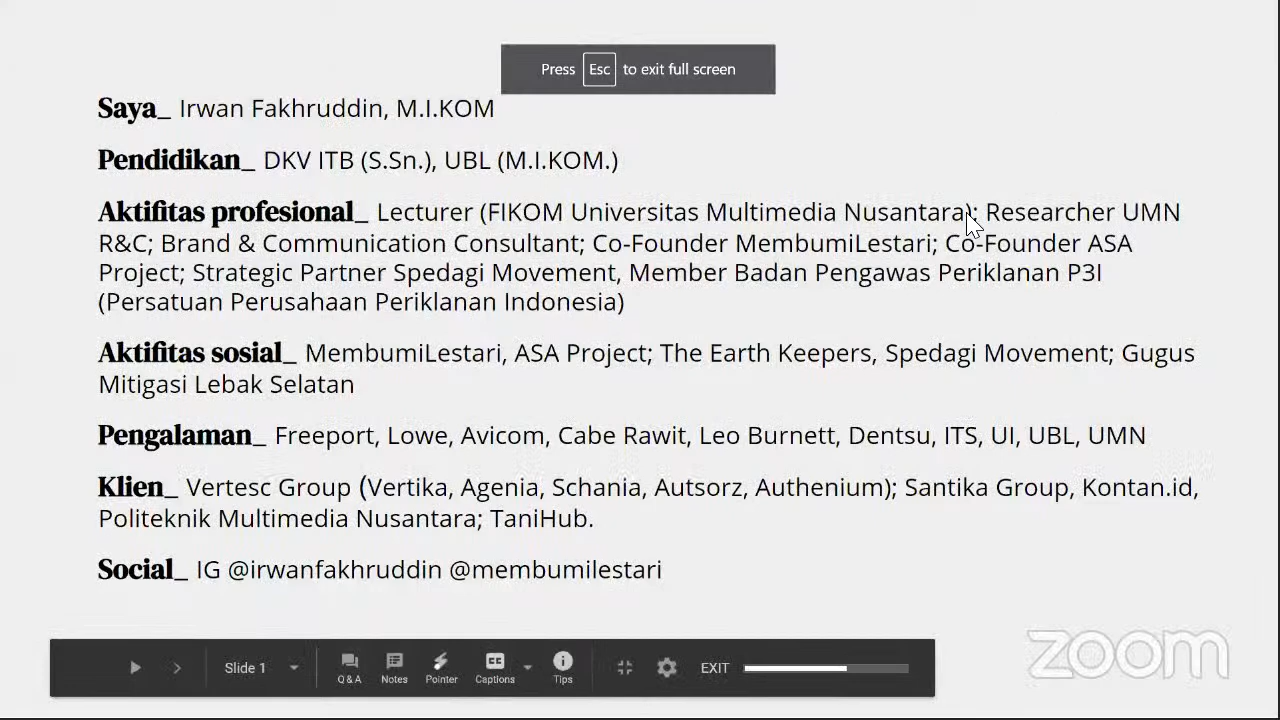 Press Esc to exit full screen
Saya_ Irwan Fakhruddin, M.I.KOM
Pendidikan_ DKV ITB (S.Sn.), UBL (M.I.KOM.)
Aktifitas profesional_ Lecturer (FIKOM Universitas Multimedia Nusantara); Researcher UMN
R&C; Brand & Communication Consultant; Co-Founder MembumiLestari; Co-Founder ASA
Project; Strategic Partner Spedagi Movement, Member Badan Pengawas Periklanan P3I
(Persatuan Perusahaan Periklanan Indonesia)
Aktifitas sosial_ MembumiLestari, ASA Project; The Earth Keepers, Spedagi Movement; Gugus
Mitigasi Lebak Selatan
Pengalaman_ Freeport, Lowe, Avicom, Cabe Rawit, Leo Burnett, Dentsu, ITS, UI, UBL, UMN
Klien_ Vertesc Group (Vertika, Agenia, Schania, Autsorz, Authenium); Santika Group, Kontan.id,
Politeknik Multimedia Nusantara; TaniHub.
Social_ IG @irwanfakhruddin @membumilestari
Slide 1 Q & A Notes Pointer Captions Tips EXIT
zoom